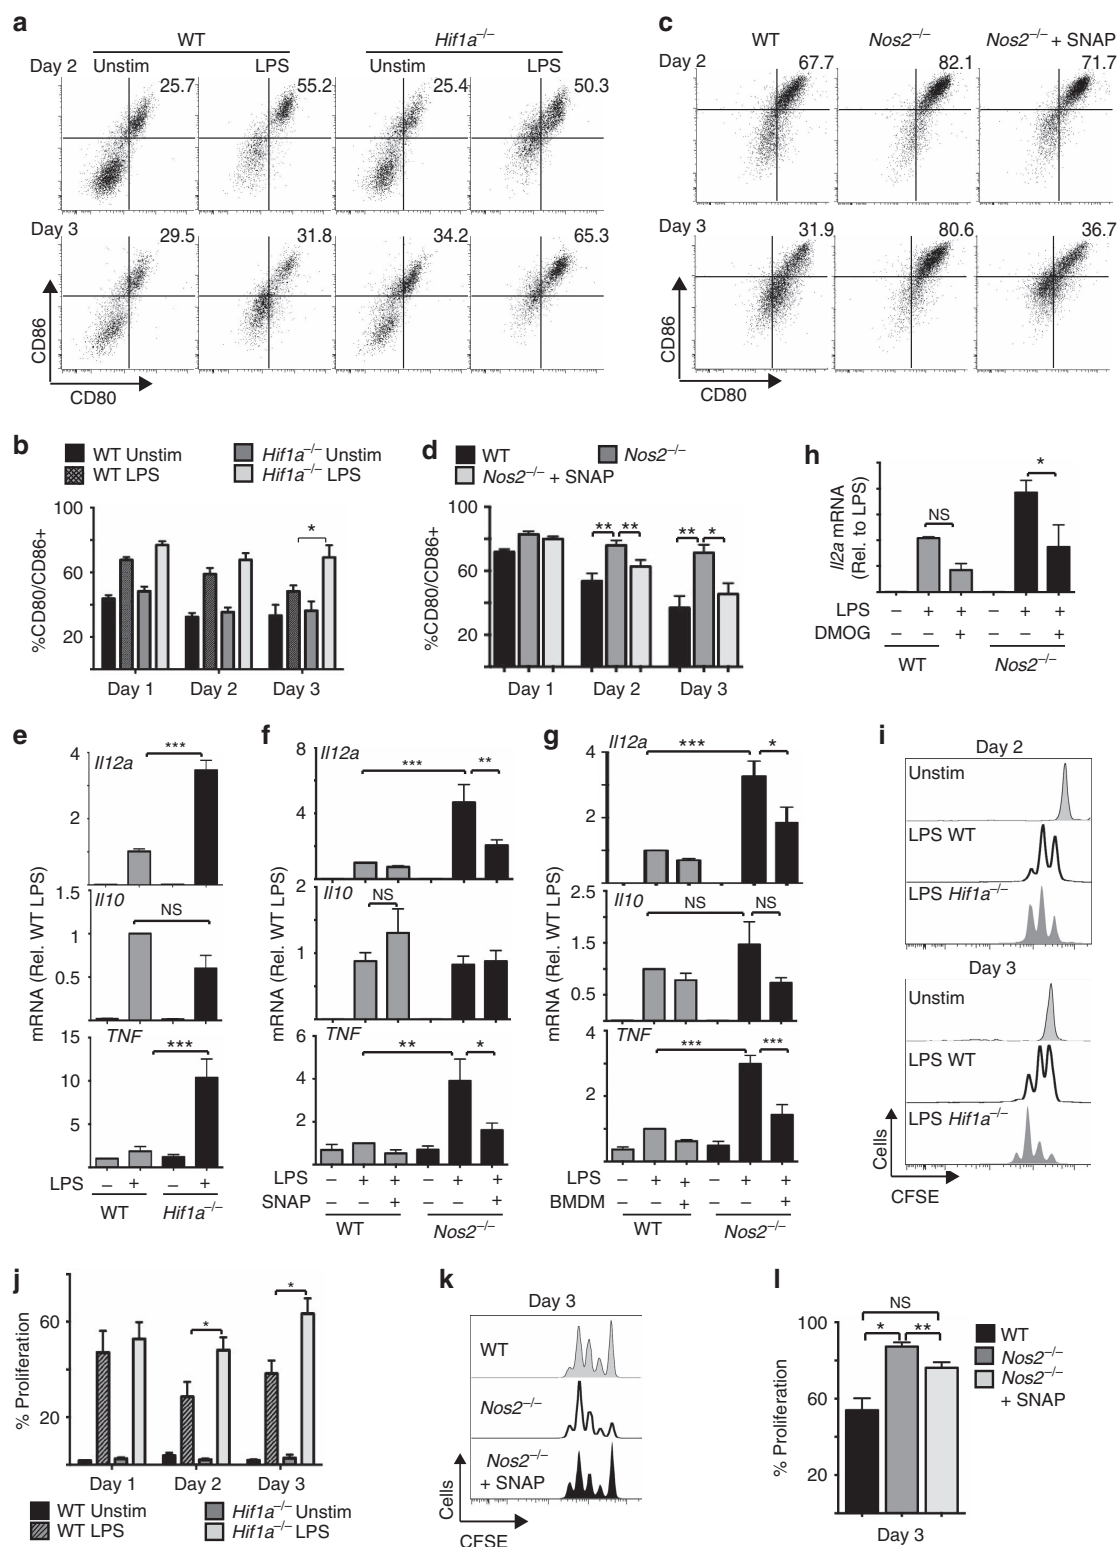 a
WT
Hif1a–/–
Day 2
Unstim
LPS
Unstim
LPS
25.7
55.2
25.4
50.3
Day 3
29.5
31.8
34.2
65.3
CD86
CD80
c
WT
Nos2–/–
Nos2–/– + SNAP
Day 2
67.7
82.1
71.7
Day 3
31.9
80.6
36.7
CD86
CD80
b
WT Unstim
Hif1a–/– Unstim
WT LPS
Hif1a–/– LPS
%CD80/CD86+
100
60
20
*
Day 1
Day 2
Day 3
d
WT
Nos2–/–
Nos2–/– + SNAP
%CD80/CD86+
100
60
20
**
**
**
*
Day 1
Day 2
Day 3
h
Il2a mRNA
(Rel. to LPS)
NS
*
LPS – + + – + +
DMOG – – + – – +
WT
Nos2–/–
e
mRNA (Rel. WT LPS)
Il12a
4
2
***
Il10
1.5
1
0.5
NS
TNF
15
10
5
***
LPS – + – +
WT
Hif1a–/–
f
mRNA (Rel. WT LPS)
Il12a
8
4
***
**
Il10
2
1
NS
TNF
6
4
2
**
*
LPS – + + – + +
SNAP – – + – – +
WT
Nos2–/–
g
mRNA (Rel. WT LPS)
Il12a
4
2
***
*
Il10
2.5
1.5
0.5
NS
NS
TNF
4
2
***
***
LPS – + + – + +
BMDM – – + – – +
WT
Nos2–/–
i
Day 2
Unstim
LPS WT
LPS Hif1a–/–
Day 3
Unstim
LPS WT
LPS Hif1a–/–
Cells
CFSE
j
% Proliferation
60
20
*
*
Day 1
Day 2
Day 3
WT Unstim
Hif1a–/– Unstim
WT LPS
Hif1a–/– LPS
k
Day 3
WT
Nos2–/–
Nos2–/–
+ SNAP
Cells
CFSE
l
% Proliferation
100
60
20
NS
*
**
Day 3
WT
Nos2–/–
Nos2–/–
+ SNAP